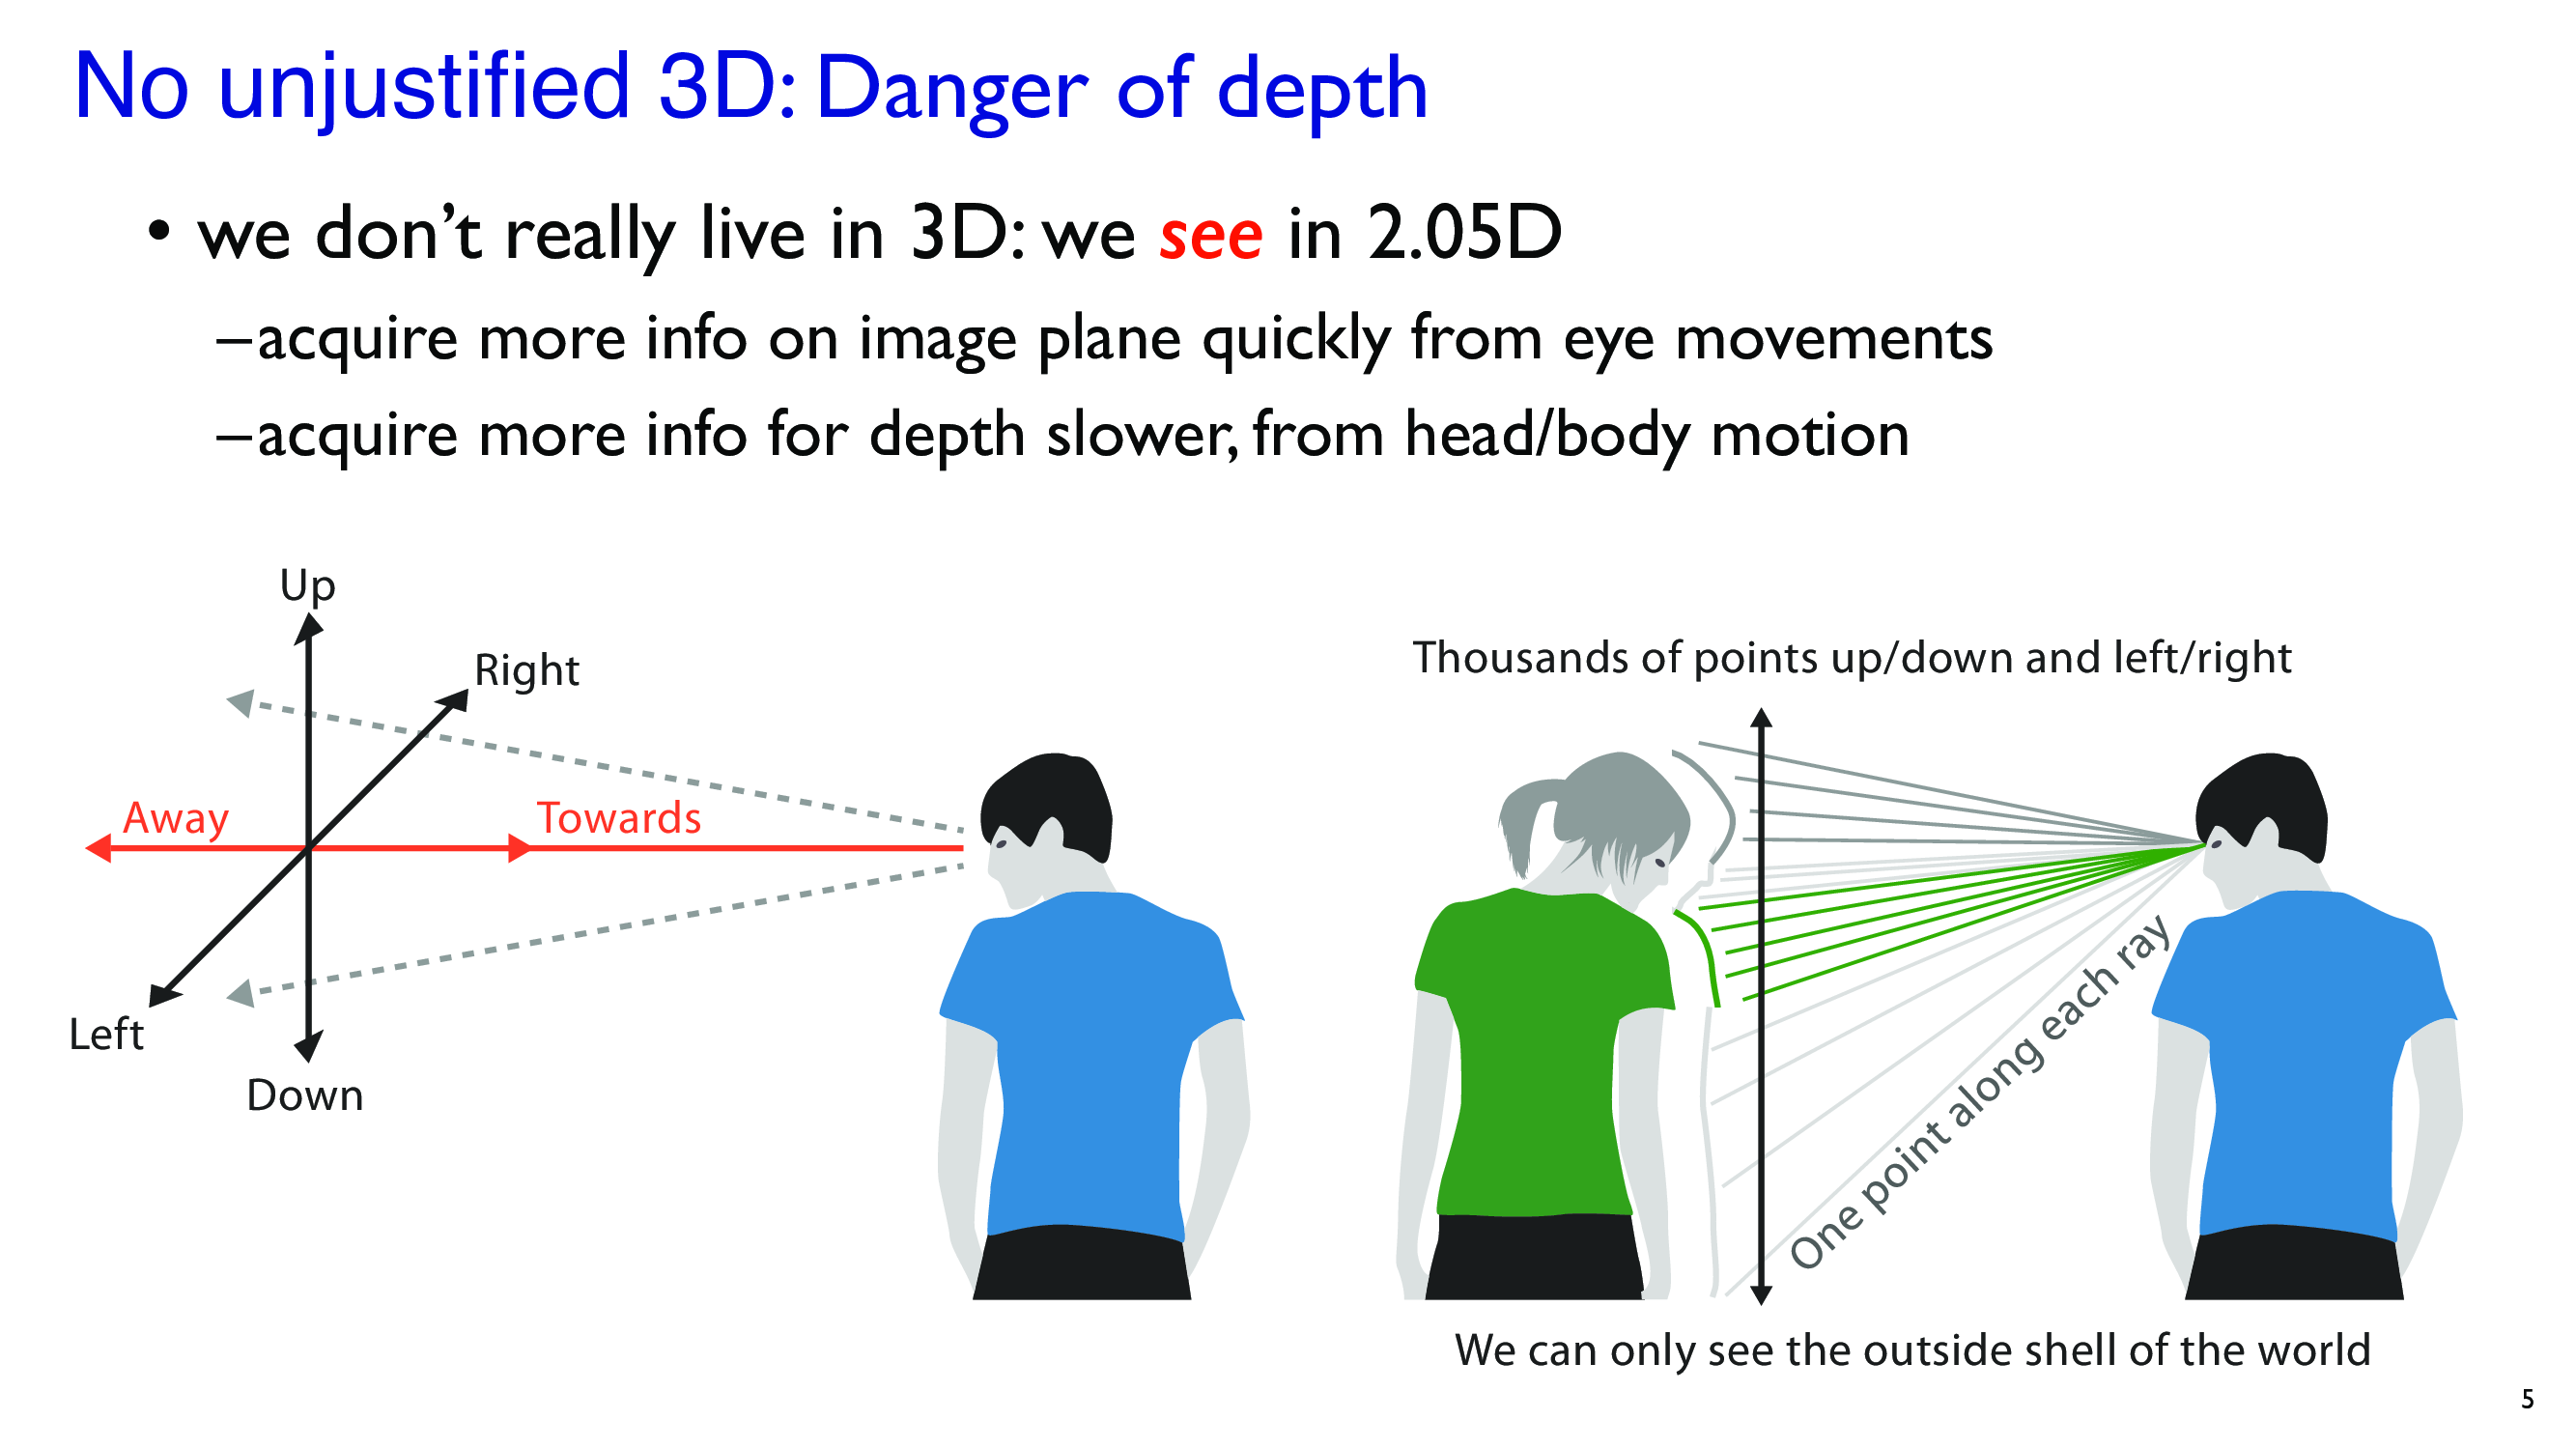 No unjustified 3D: Danger of depth
• we don’t really live in 3D: we see in 2.05D
–acquire more info on image plane quickly from eye movements
–acquire more info for depth slower, from head/body motion
Up
Right
Away
Towards
Left
Down
Thousands of points up/down and left/right
One point along each ray
We can only see the outside shell of the world
5